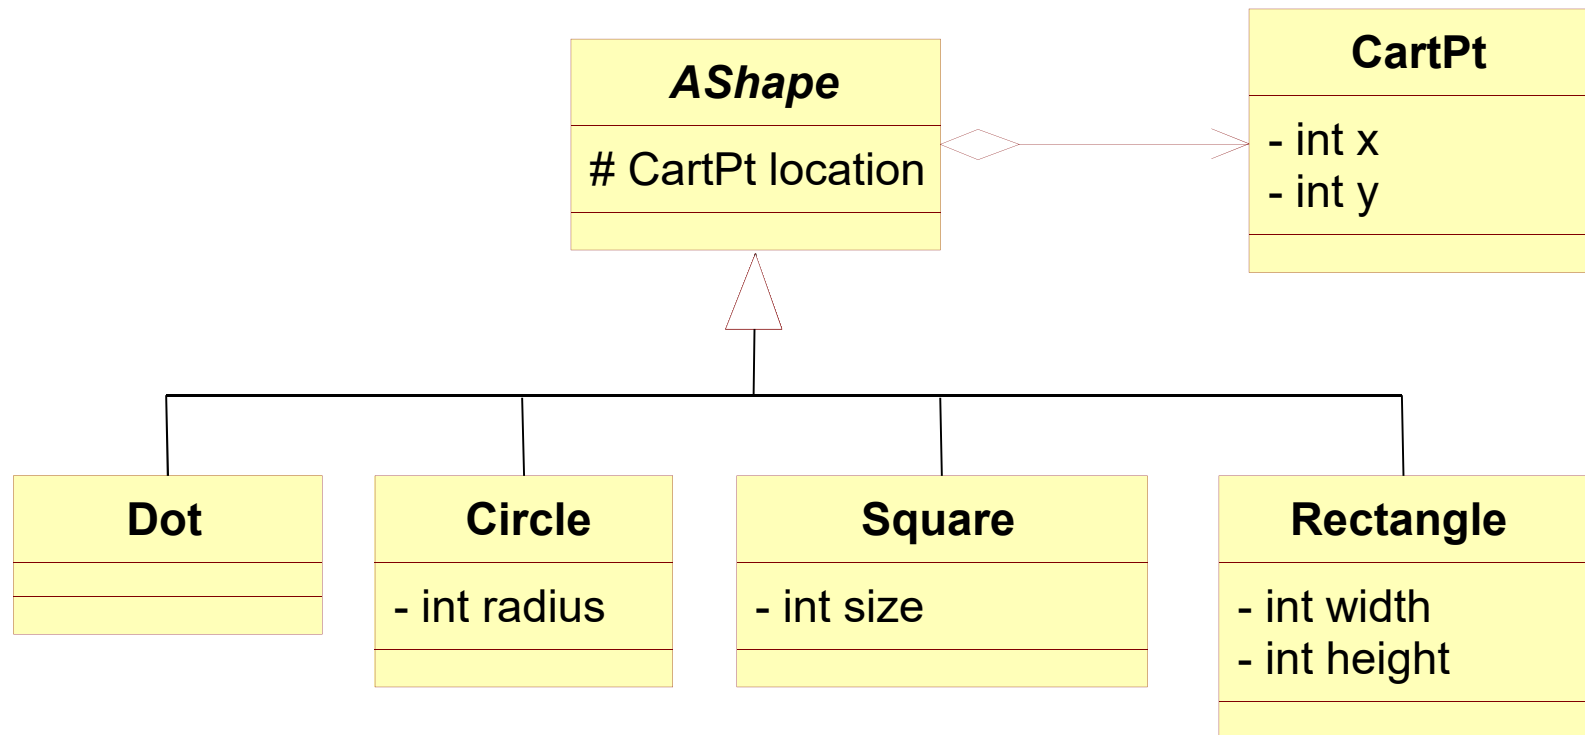 AShape
# CartPt location
CartPt
- int x
- int y
Dot
Circle
- int radius
Square
- int size
Rectangle
- int width
- int height